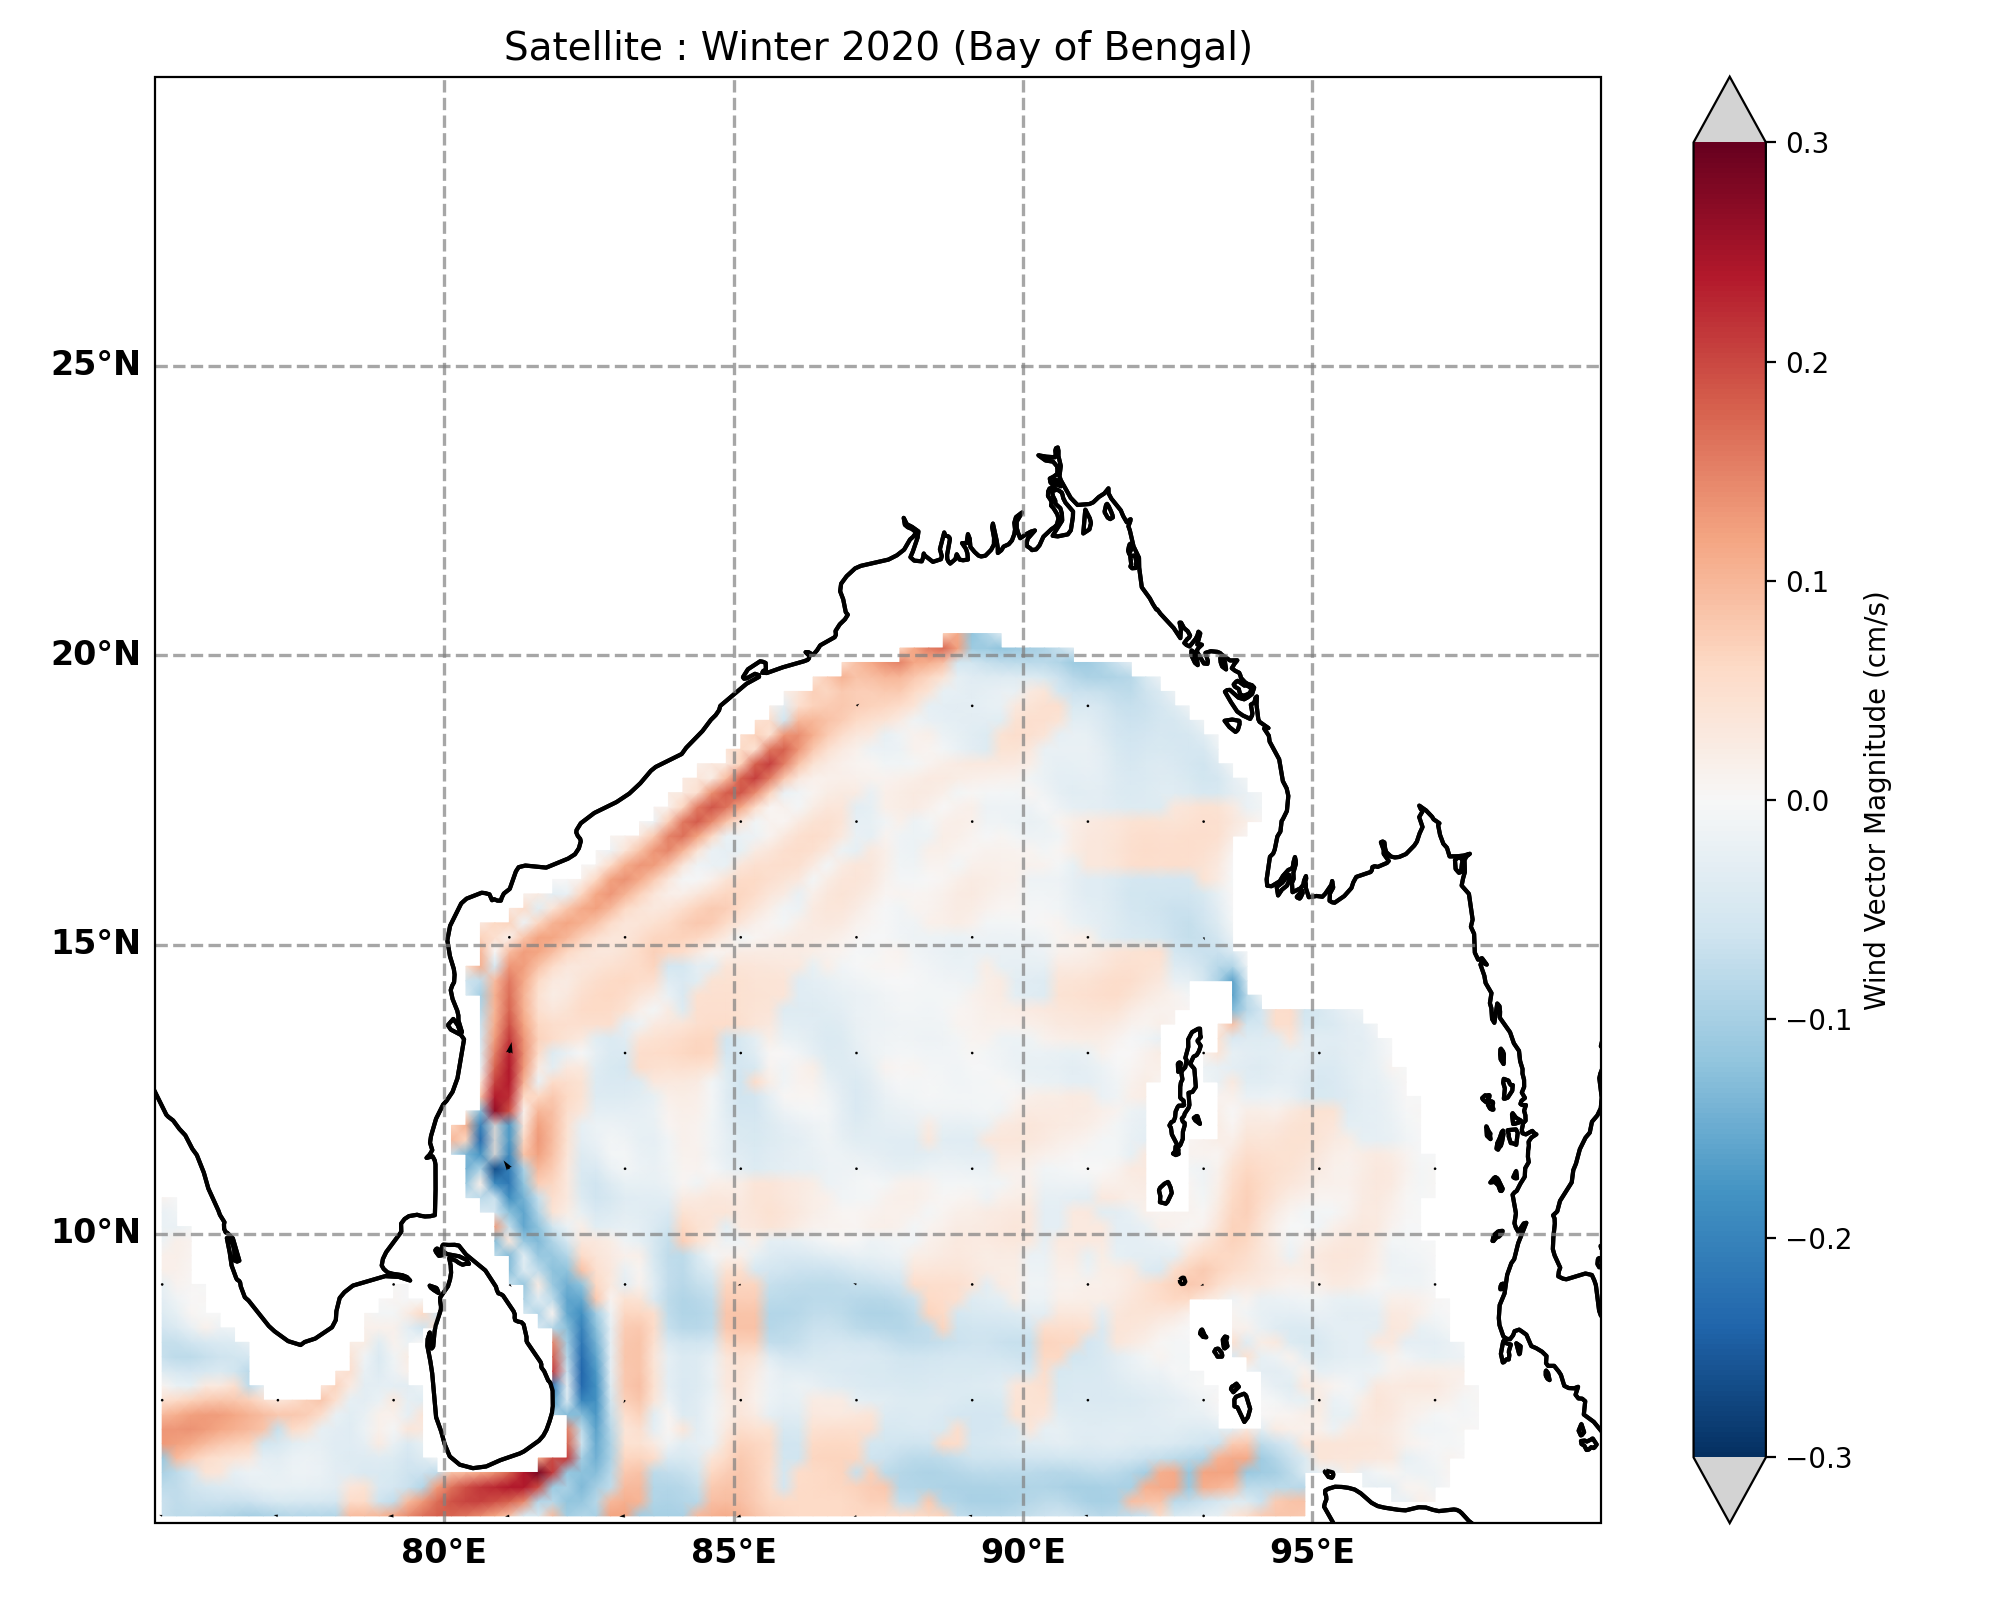 Satellite : Winter 2020 (Bay of Bengal)
25°N
20°N
15°N
10°N
80°E
85°E
90°E
95°E
0.3
0.2
0.1
0.0
−0.1
−0.2
−0.3
Wind Vector Magnitude (cm/s)